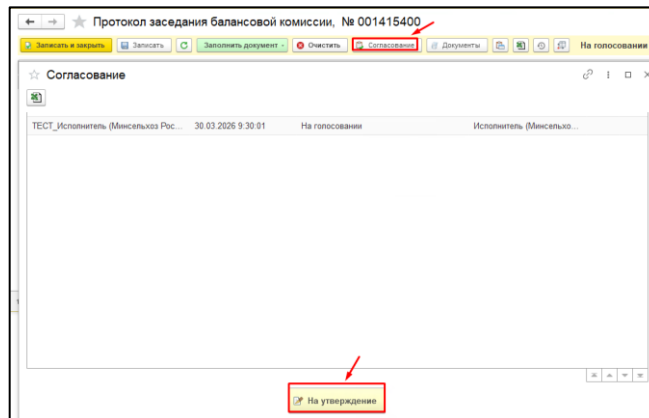 Протокол заседания балансовой комиссии, № 001415400
Записать и закрыть Записать Заполнить документ Очистить Согласование Документы На голосовании
Согласование
ТЕСТ_Исполнитель (Минсельхоз Рос... 30.03.2026 9:30:01 На голосовании Исполнитель (Минсельхо...
На утверждение